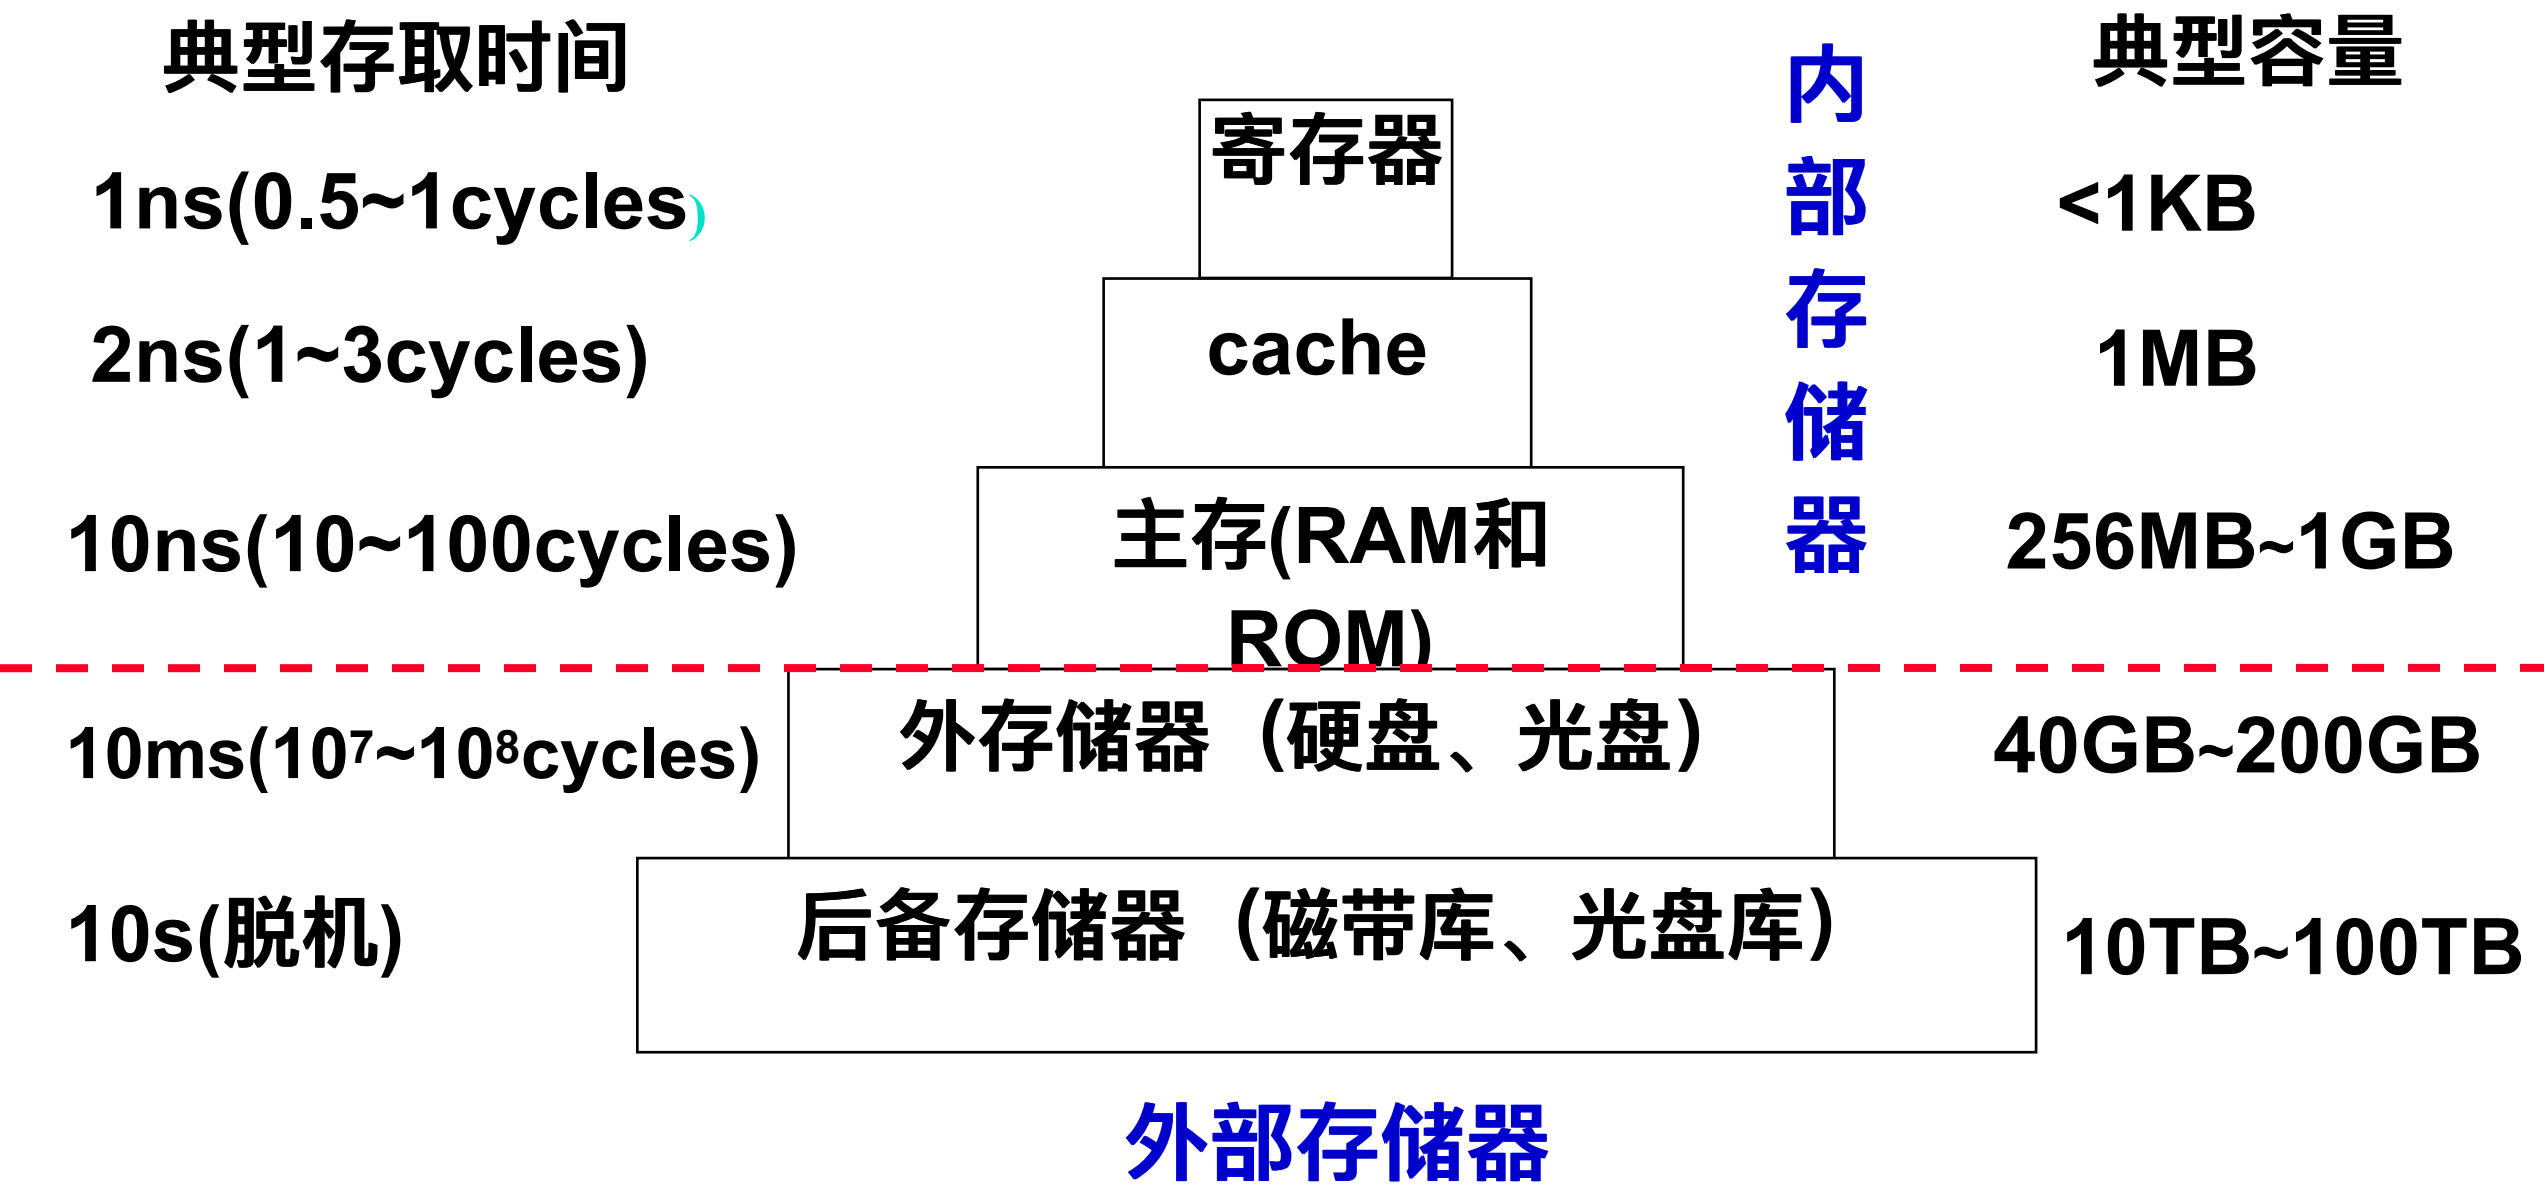 典型存取时间
典型容量
寄存器
1ns(0.5~1cycles)
<1KB
cache
2ns(1~3cycles)
1MB
主存(RAM和
ROM)
10ns(10~100cycles)
256MB~1GB
内
部
存
储
器
外存储器（硬盘、光盘）
10ms(10⁷~10⁸cycles)
40GB~200GB
后备存储器（磁带库、光盘库）
10s(脱机)
10TB~100TB
外部存储器